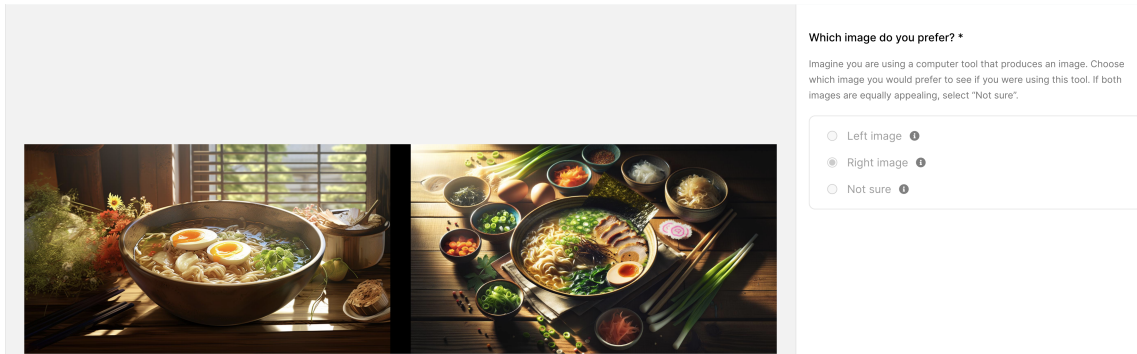 Which image do you prefer? *
Imagine you are using a computer tool that produces an image. Choose
which image you would prefer to see if you were using this tool. If both
images are equally appealing, select “Not sure”.
Left image
Right image
Not sure